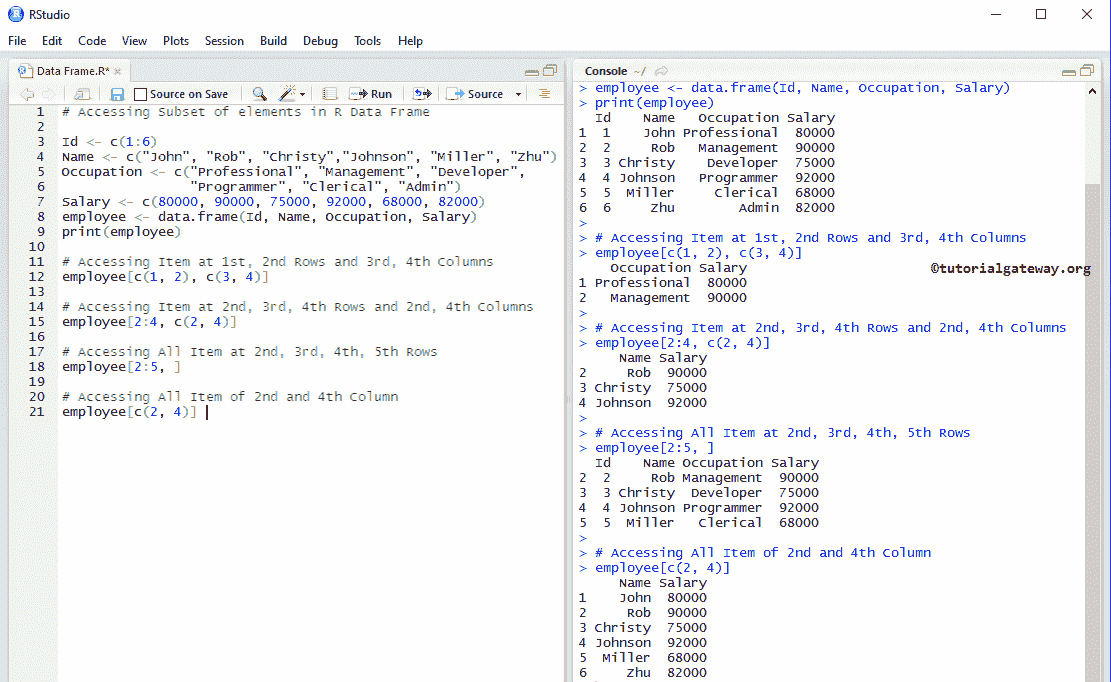 RStudio
File Edit Code View Plots Session Build Debug Tools Help
Data Frame.R*
Source on Save Run Source
1 # Accessing Subset of elements in R Data Frame
2
3 Id <- c(1:6)
4 Name <- c("John", "Rob", "Christy","Johnson", "Miller", "Zhu")
5 Occupation <- c("Professional", "Management", "Developer",
6 "Programmer", "Clerical", "Admin")
7 Salary <- c(80000, 90000, 75000, 92000, 68000, 82000)
8 employee <- data.frame(Id, Name, Occupation, Salary)
9 print(employee)
10
11 # Accessing Item at 1st, 2nd Rows and 3rd, 4th Columns
12 employee[c(1, 2), c(3, 4)]
13
14 # Accessing Item at 2nd, 3rd, 4th Rows and 2nd, 4th Columns
15 employee[2:4, c(2, 4)]
16
17 # Accessing All Item at 2nd, 3rd, 4th, 5th Rows
18 employee[2:5, ]
19
20 # Accessing All Item of 2nd and 4th Column
21 employee[c(2, 4)]
Console ~/
> employee <- data.frame(Id, Name, Occupation, Salary)
> print(employee)
Id Name Occupation Salary
1 1 John Professional 80000
2 2 Rob Management 90000
3 3 Christy Developer 75000
4 4 Johnson Programmer 92000
5 5 Miller Clerical 68000
6 6 Zhu Admin 82000
>
> # Accessing Item at 1st, 2nd Rows and 3rd, 4th Columns
> employee[c(1, 2), c(3, 4)]
Occupation Salary
©tutorialgateway.org
1 Professional 80000
2 Management 90000
>
> # Accessing Item at 2nd, 3rd, 4th Rows and 2nd, 4th Columns
> employee[2:4, c(2, 4)]
Name Salary
2 Rob 90000
3 Christy 75000
4 Johnson 92000
>
> # Accessing All Item at 2nd, 3rd, 4th, 5th Rows
> employee[2:5, ]
Id Name Occupation Salary
2 2 Rob Management 90000
3 3 Christy Developer 75000
4 4 Johnson Programmer 92000
5 5 Miller Clerical 68000
>
> # Accessing All Item of 2nd and 4th Column
> employee[c(2, 4)]
Name Salary
1 John 80000
2 Rob 90000
3 Christy 75000
4 Johnson 92000
5 Miller 68000
6 Zhu 82000